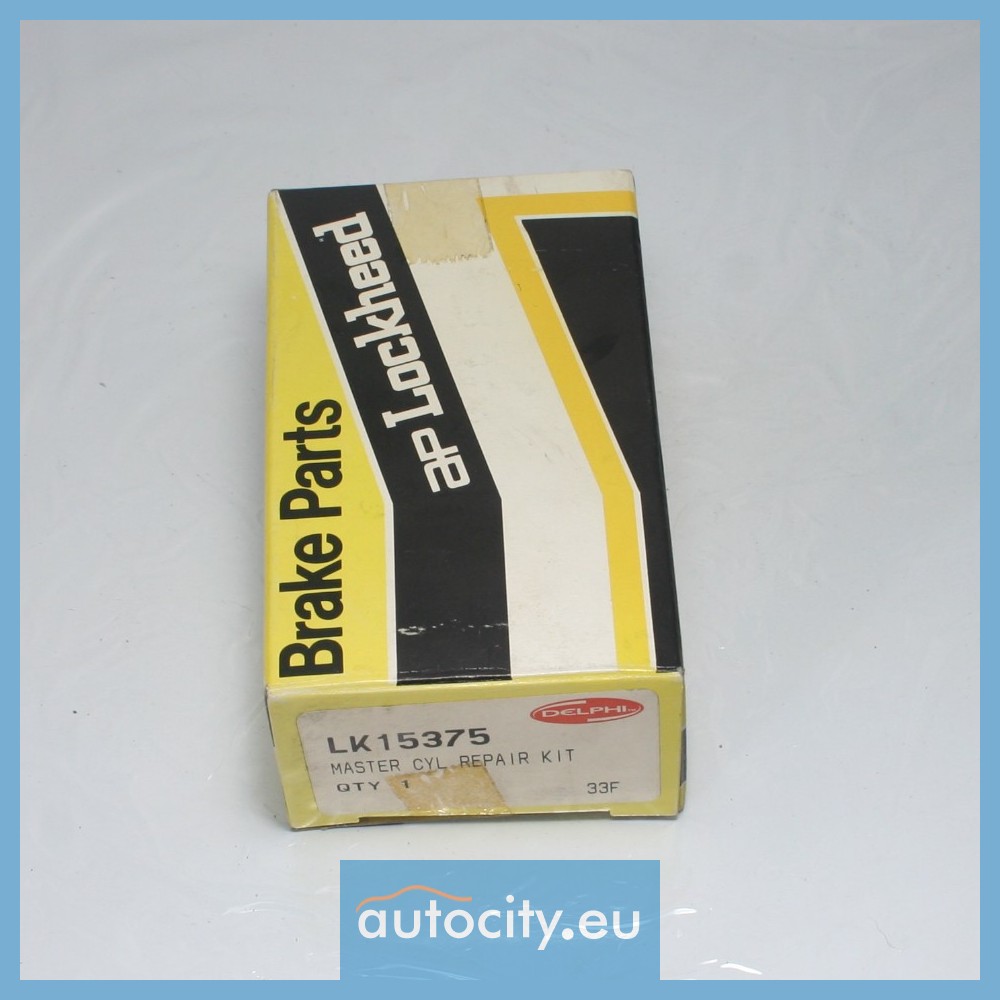 ap Lockheed
Brake Parts
DELPHI
LK15375
MASTER CYL REPAIR KIT
QTY 1
33F
autocity.eu